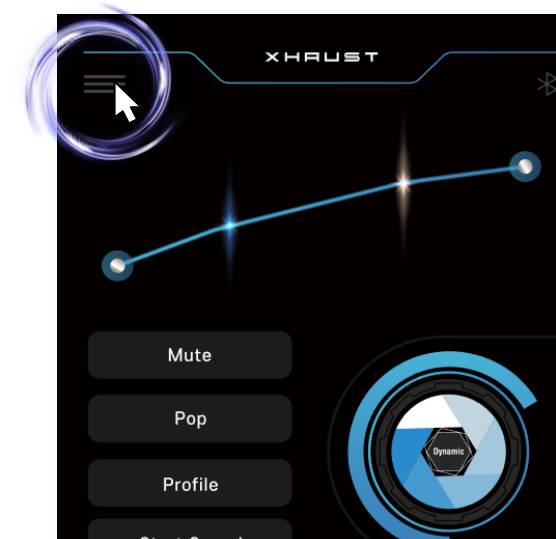 XHAUST
Mute
Pop
Profile
Dynamic